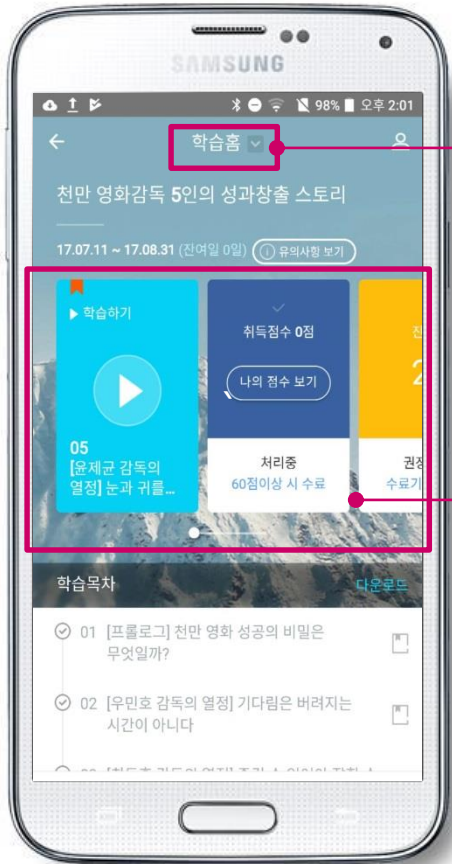 SAMSUNG
98% 오후 2:01
학습홈
천만 영화감독 5인의 성과창출 스토리
17.07.11 ~ 17.08.31 (잔여일 0일) 유의사항 보기
학습하기
05
[윤제균 감독의
열정] 눈과 귀를...
취득점수 0점
나의 점수 보기
처리중
60점이상 시 수료
2
권장
수료기
학습목차
다운로드
01 [프롤로그] 천만 영화 성공의 비밀은
무엇일까?
02 [우민호 감독의 열정] 기다림은 버려지는
시간이 아니다